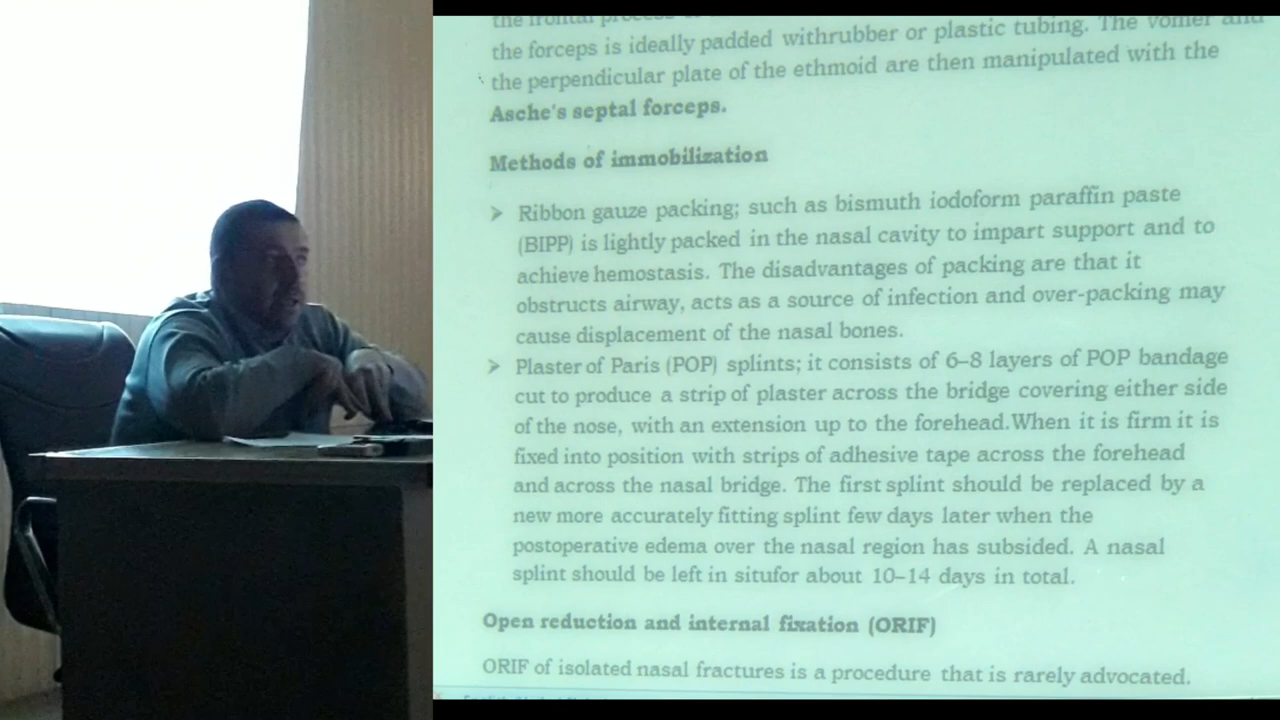 the frontal process
the forceps is ideally padded withrubber or plastic tubing. The vomer and
the perpendicular plate of the ethmoid are then manipulated with the
Asche's septal forceps.
Methods of immobilization
➤ Ribbon gauze packing; such as bismuth iodoform paraffin paste
(BIPP) is lightly packed in the nasal cavity to impart support and to
achieve hemostasis. The disadvantages of packing are that it
obstructs airway, acts as a source of infection and over-packing may
cause displacement of the nasal bones.
➤ Plaster of Paris (POP) splints; it consists of 6–8 layers of POP bandage
cut to produce a strip of plaster across the bridge covering either side
of the nose, with an extension up to the forehead.When it is firm it is
fixed into position with strips of adhesive tape across the forehead
and across the nasal bridge. The first splint should be replaced by a
new more accurately fitting splint few days later when the
postoperative edema over the nasal region has subsided. A nasal
splint should be left in situfor about 10–14 days in total.
Open reduction and internal fixation (ORIF)
ORIF of isolated nasal fractures is a procedure that is rarely advocated.